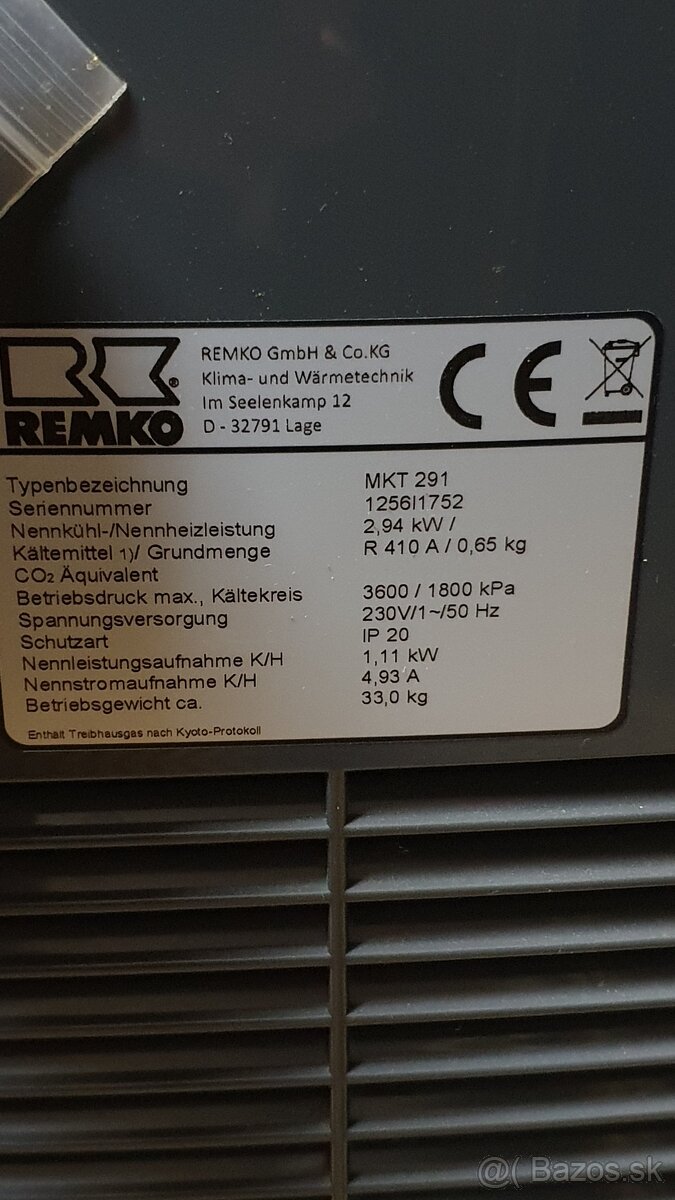 REMKO
REMKO GmbH & Co.KG
Klima- und Wärmetechnik
Im Seelenkamp 12
D - 32791 Lage
CE
Typenbezeichnung MKT 291
Seriennummer 1256I1752
Nennkühl-/Nennheizleistung 2,94 kW /
Kältemittel 1)/ Grundmenge R 410 A / 0,65 kg
CO₂ Äquivalent
Betriebsdruck max., Kältekreis 3600 / 1800 kPa
Spannungsversorgung 230V/1~/50 Hz
Schutzart IP 20
Nennleistungsaufnahme K/H 1,11 kW
Nennstromaufnahme K/H 4,93 A
Betriebsgewicht ca. 33,0 kg
Enthält Treibhausgas nach Kyoto-Protokoll
@( Bazos.sk